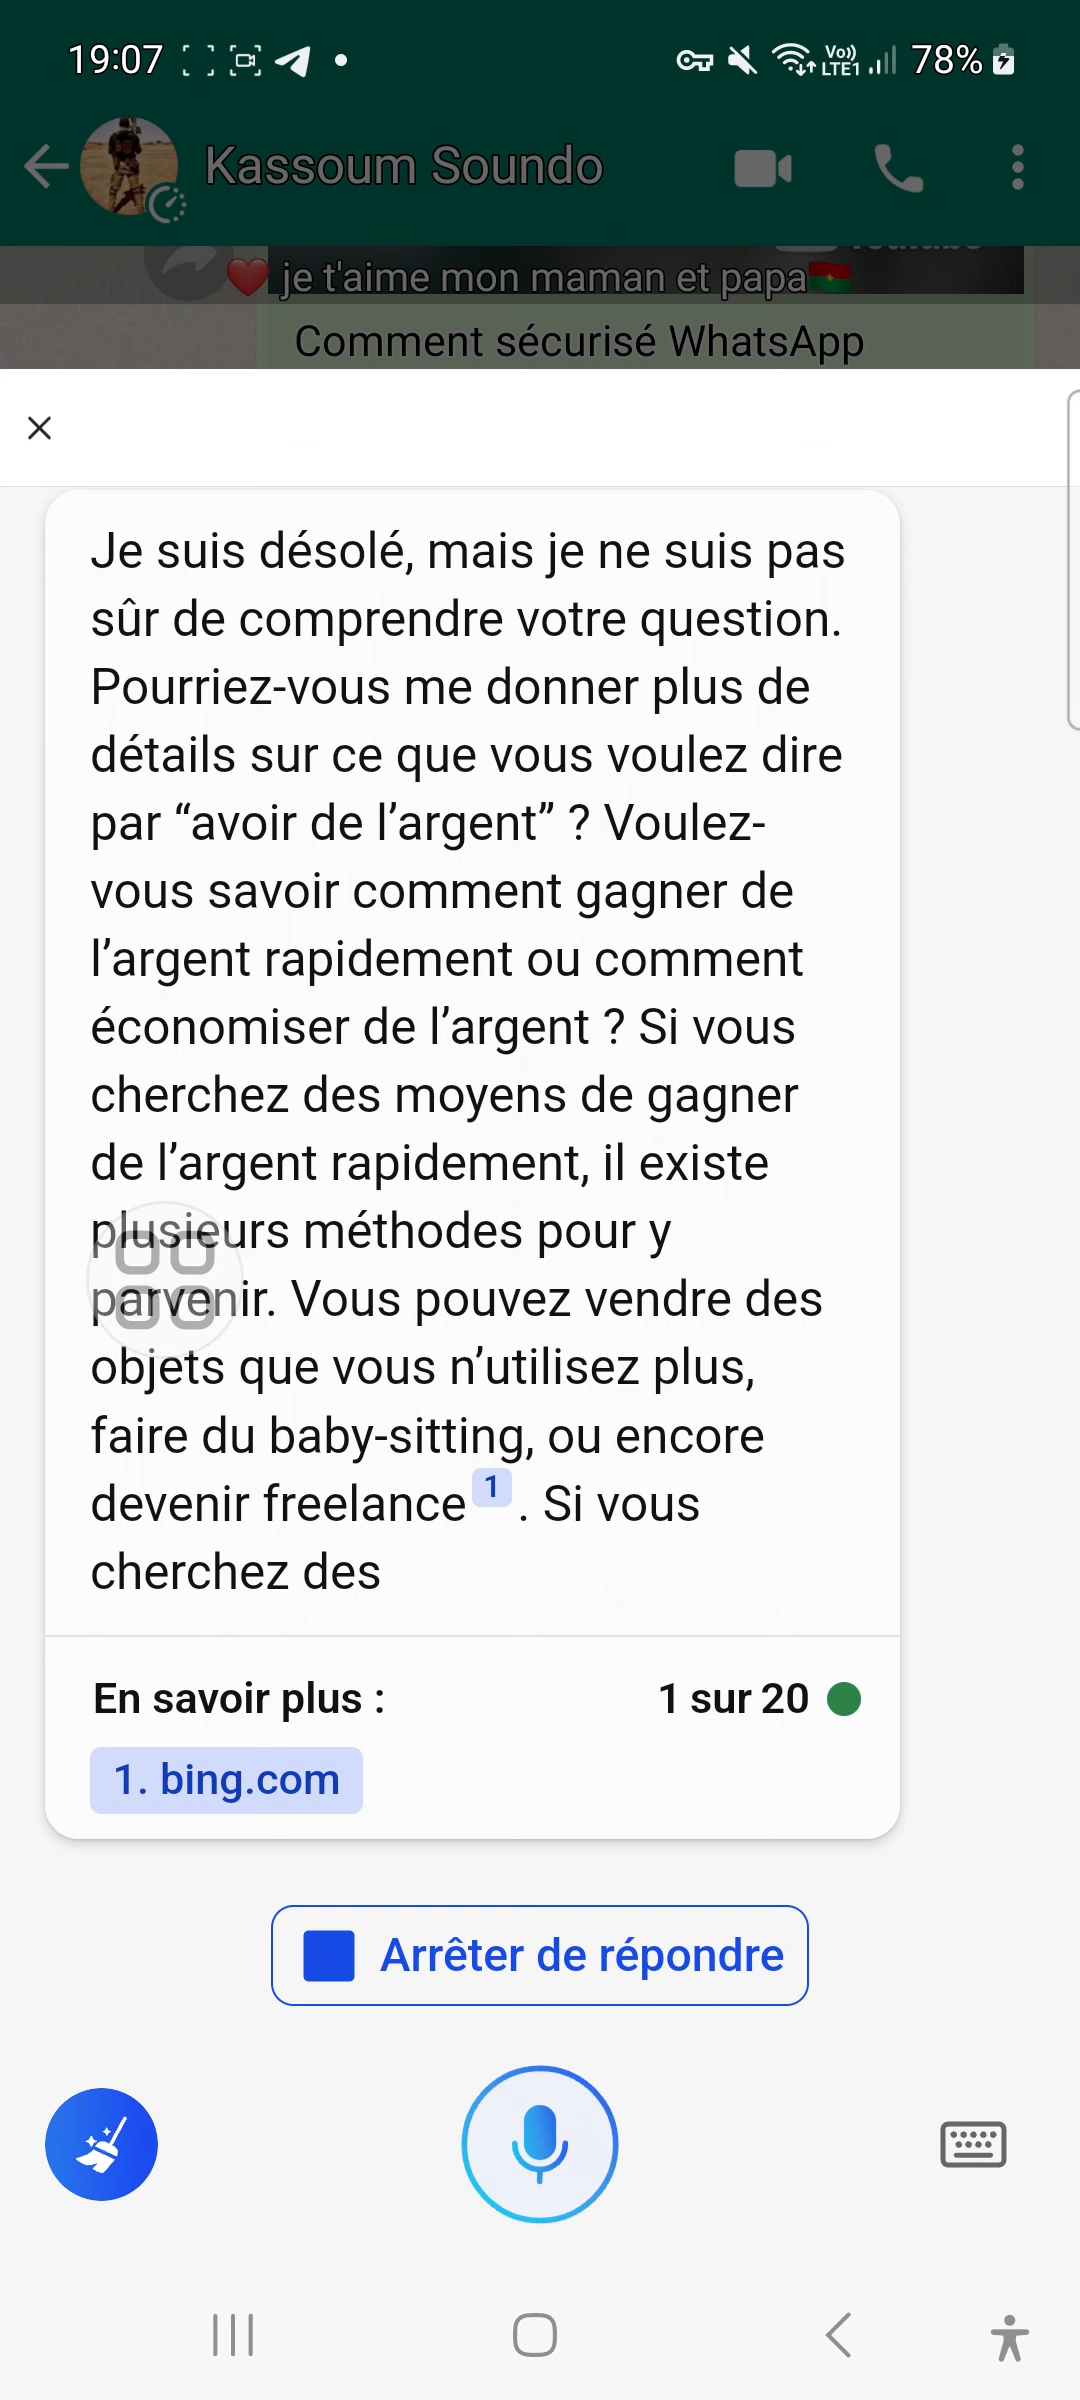 19:07 Vo)) LTE1 78%
Kassoum Soundo
❤️ je t'aime mon maman et papa🇧🇫
Comment sécurisé WhatsApp
Je suis désolé, mais je ne suis pas
sûr de comprendre votre question.
Pourriez-vous me donner plus de
détails sur ce que vous voulez dire
par “avoir de l’argent” ? Voulez-
vous savoir comment gagner de
l’argent rapidement ou comment
économiser de l’argent ? Si vous
cherchez des moyens de gagner
de l’argent rapidement, il existe
plusieurs méthodes pour y
parvenir. Vous pouvez vendre des
objets que vous n’utilisez plus,
faire du baby-sitting, ou encore
devenir freelance 1 . Si vous
cherchez des
En savoir plus : 1 sur 20
1. bing.com
Arrêter de répondre